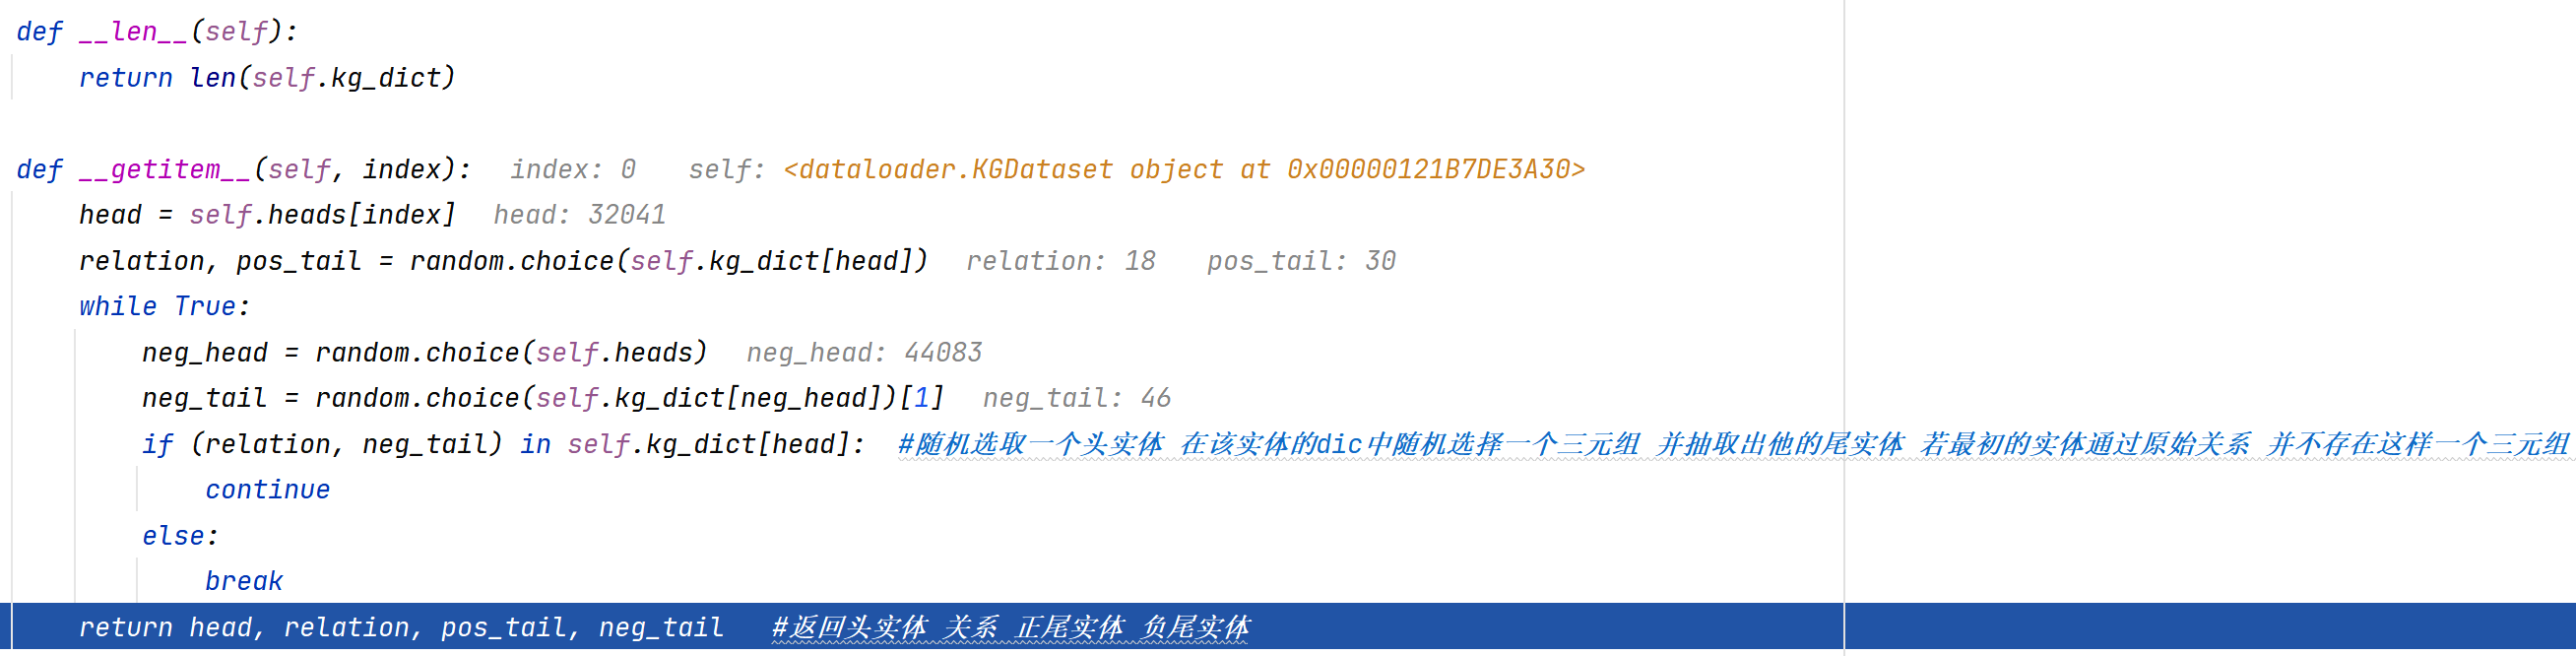 def __len__(self):
    return len(self.kg_dict)
def __getitem__(self, index):  index: 0  self: <dataloader.KGDataset object at 0x00000121B7DE3A30>
    head = self.heads[index]  head: 32041
    relation, pos_tail = random.choice(self.kg_dict[head])  relation: 18  pos_tail: 30
    while True:
        neg_head = random.choice(self.heads)  neg_head: 44083
        neg_tail = random.choice(self.kg_dict[neg_head])[1]  neg_tail: 46
        if (relation, neg_tail) in self.kg_dict[head]:  #随机选取一个头实体 在该实体的dic中随机选择一个三元组 并抽取出他的尾实体 若最初的实体通过原始关系 并不存在这样一个三元组
            continue
        else:
            break
    return head, relation, pos_tail, neg_tail  #返回头实体 关系 正尾实体 负尾实体